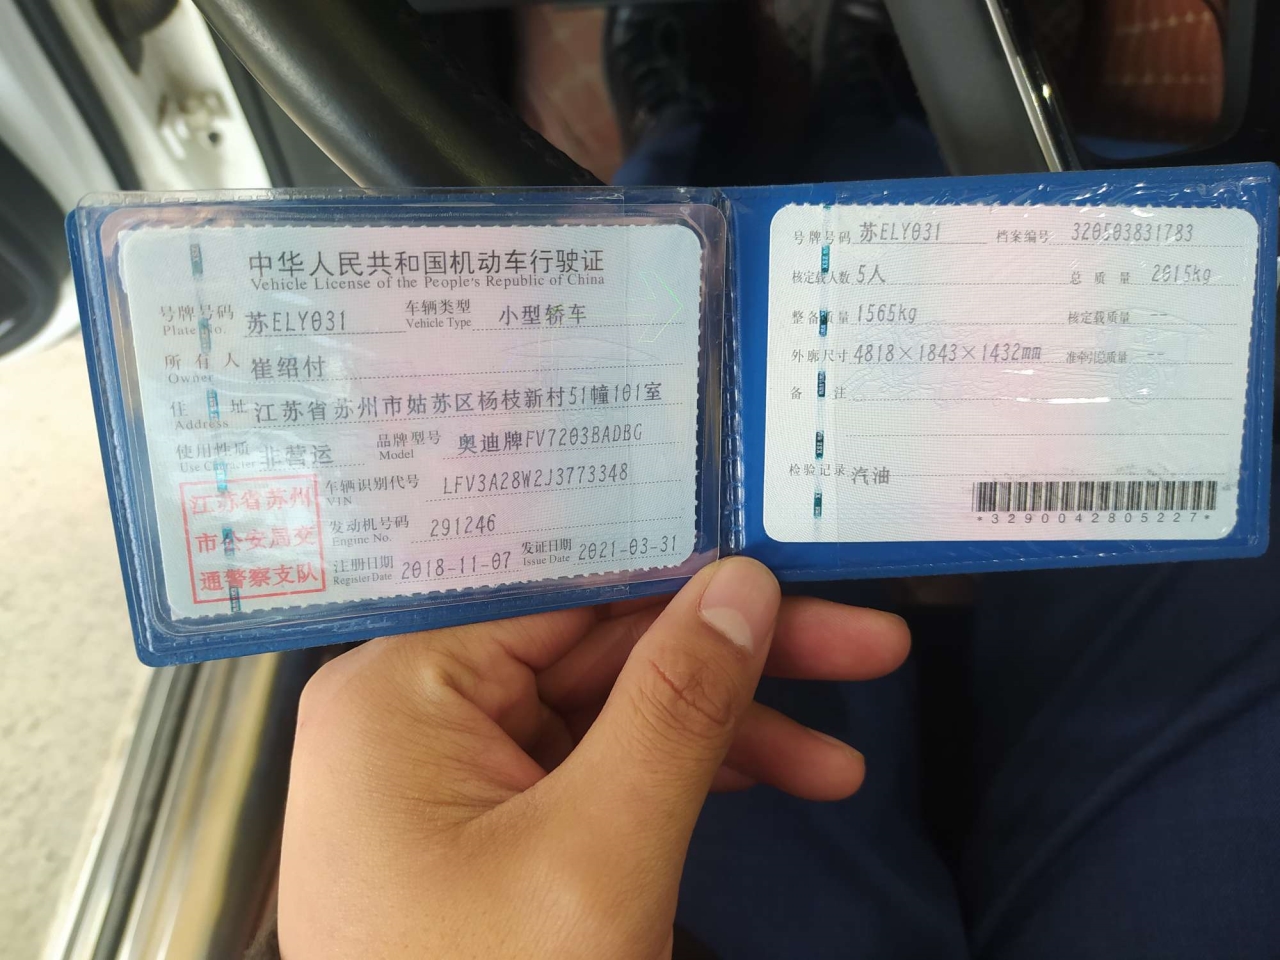 中华人民共和国机动车行驶证
Vehicle License of the People's Republic of China
号牌号码 Plate No. 苏ELY031 车辆类型 Vehicle Type 小型轿车
所有人 Owner 崔绍付
住址 Address 江苏省苏州市姑苏区杨枝新村51幢101室
使用性质 Use Character 非营运 品牌型号 Model 奥迪牌FV7203BADBG
车辆识别代号 VIN LFV3A28W2J3773348
发动机号码 Engine No. 291246
注册日期 Register Date 2018-11-07 发证日期 Issue Date 2021-03-31
江苏省苏州
市公安局交
通警察支队
号牌号码 苏ELY031 档案编号 320503831783
核定载人数 5人 总质量 2015kg
整备质量 1565kg 核定载质量 --
外廓尺寸 4818×1843×1432mm 准牵引总质量 --
备注
检验记录 汽油
*3290042805227*